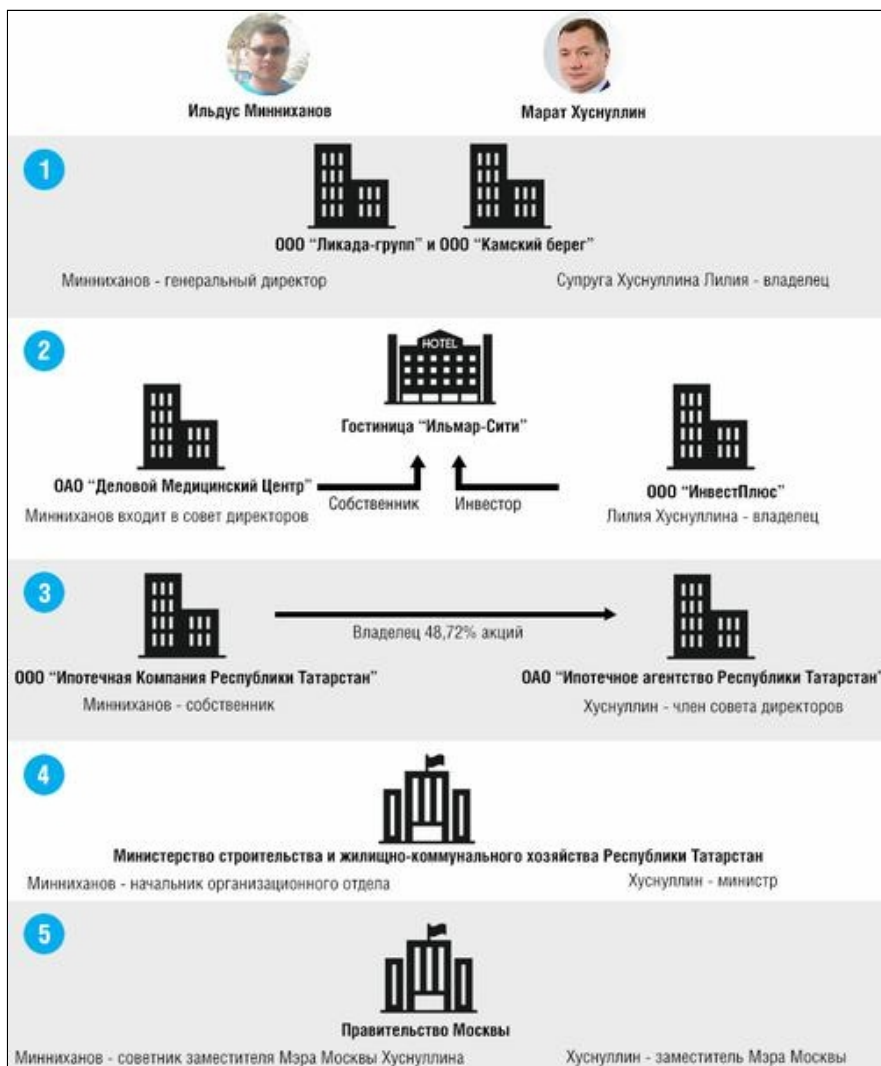 Ильдус Минниханов
Марат Хуснуллин
1
ООО "Ликада-групп" и ООО "Камский берег"
Минниханов - генеральный директор
Супруга Хуснуллина Лилия - владелец
2
HOTEL
Гостиница "Ильмар-Сити"
ОАО "Деловой Медицинский Центр"
Минниханов входит в совет директоров
Собственник
Инвестор
ООО "ИнвестПлюс"
Лилия Хуснуллина - владелец
3
Владелец 48,72% акций
ООО "Ипотечная Компания Республики Татарстан"
Минниханов - собственник
ОАО "Ипотечное агентство Республики Татарстан"
Хуснуллин - член совета директоров
4
Министерство строительства и жилищно-коммунального хозяйства Республики Татарстан
Минниханов - начальник организационного отдела
Хуснуллин - министр
5
Правительство Москвы
Минниханов - советник заместителя Мэра Москвы Хуснуллина
Хуснуллин - заместитель Мэра Москвы